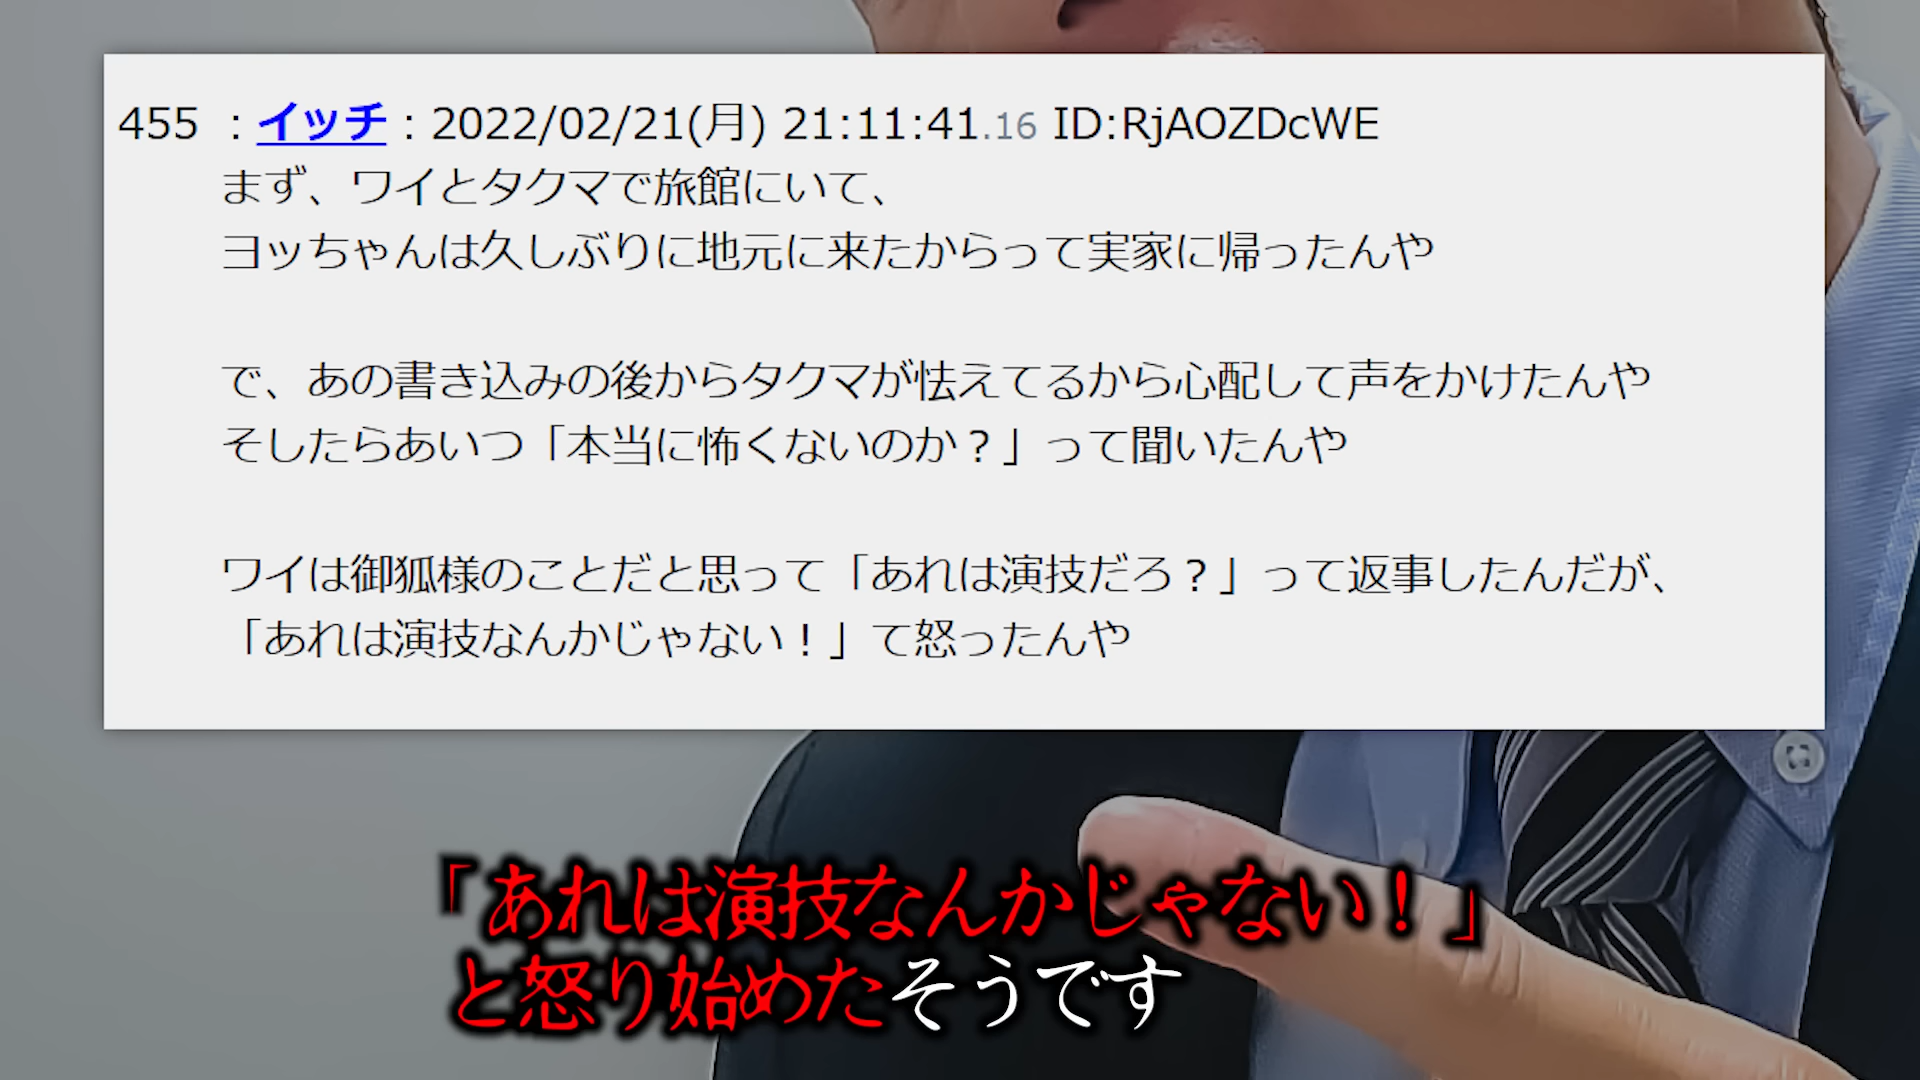 455 ：イッチ：2022/02/21(月) 21:11:41.16 ID:RjAOZDcWE
まず、ワイとタクマで旅館にいて、
ヨッちゃんは久しぶりに地元に来たからって実家に帰ったんや
で、あの書き込みの後からタクマが怯えてるから心配して声をかけたんや
そしたらあいつ「本当に怖くないのか？」って聞いたんや
ワイは御狐様のことだと思って「あれは演技だろ？」って返事したんだが、
「あれは演技なんかじゃない！」て怒ったんや
「あれは演技なんかじゃない！」
と怒り始めたそうです